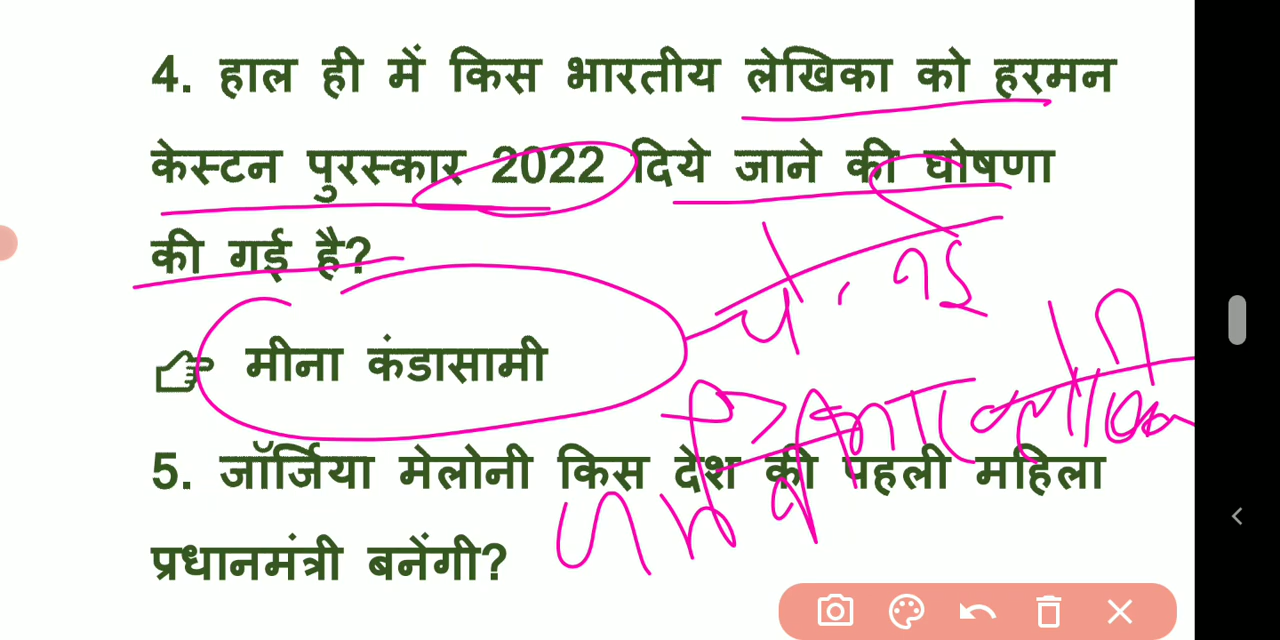 4. हाल ही में किस भारतीय लेखिका को हरमन
केस्टन पुरस्कार 2022 दिये जाने की घोषणा
की गई है?
मीना कंडासामी
5. जॉर्जिया मेलोनी किस देश की पहली महिला
प्रधानमंत्री बनेंगी?